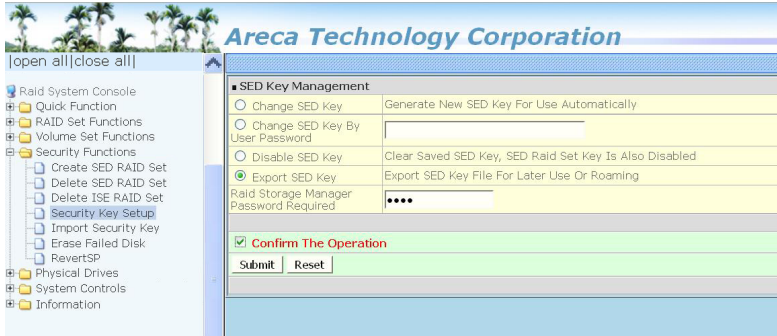 Areca Technology Corporation
|open all|close all|
Raid System Console
Quick Function
RAID Set Functions
Volume Set Functions
Security Functions
Create SED RAID Set
Delete SED RAID Set
Delete ISE RAID Set
Security Key Setup
Import Security Key
Erase Failed Disk
RevertSP
Physical Drives
System Controls
Information
SED Key Management
Change SED Key Generate New SED Key For Use Automatically
Change SED Key By
User Password
Disable SED Key Clear Saved SED Key, SED Raid Set Key Is Also Disabled
Export SED Key Export SED Key File For Later Use Or Roaming
Raid Storage Manager
Password Required ••••
Confirm The Operation
Submit Reset